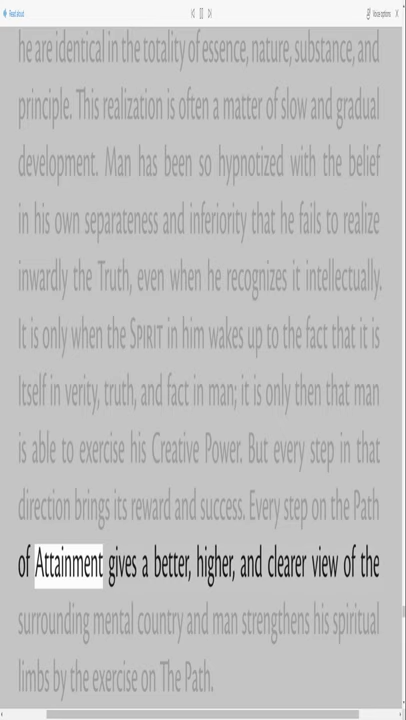 Read aloud
Voice options
he are identical in the totality of essence, nature, substance, and
principle. This realization is often a matter of slow and gradual
development. Man has been so hypnotized with the belief
in his own separateness and inferiority that he fails to realize
inwardly the Truth, even when he recognizes it intellectually.
It is only when the SPIRIT in him wakes up to the fact that it is
Itself in verity, truth, and fact in man; it is only then that man
is able to exercise his Creative Power. But every step in that
direction brings its reward and success. Every step on the Path
of Attainment gives a better, higher, and clearer view of the
surrounding mental country and man strengthens his spiritual
limbs by the exercise on The Path.